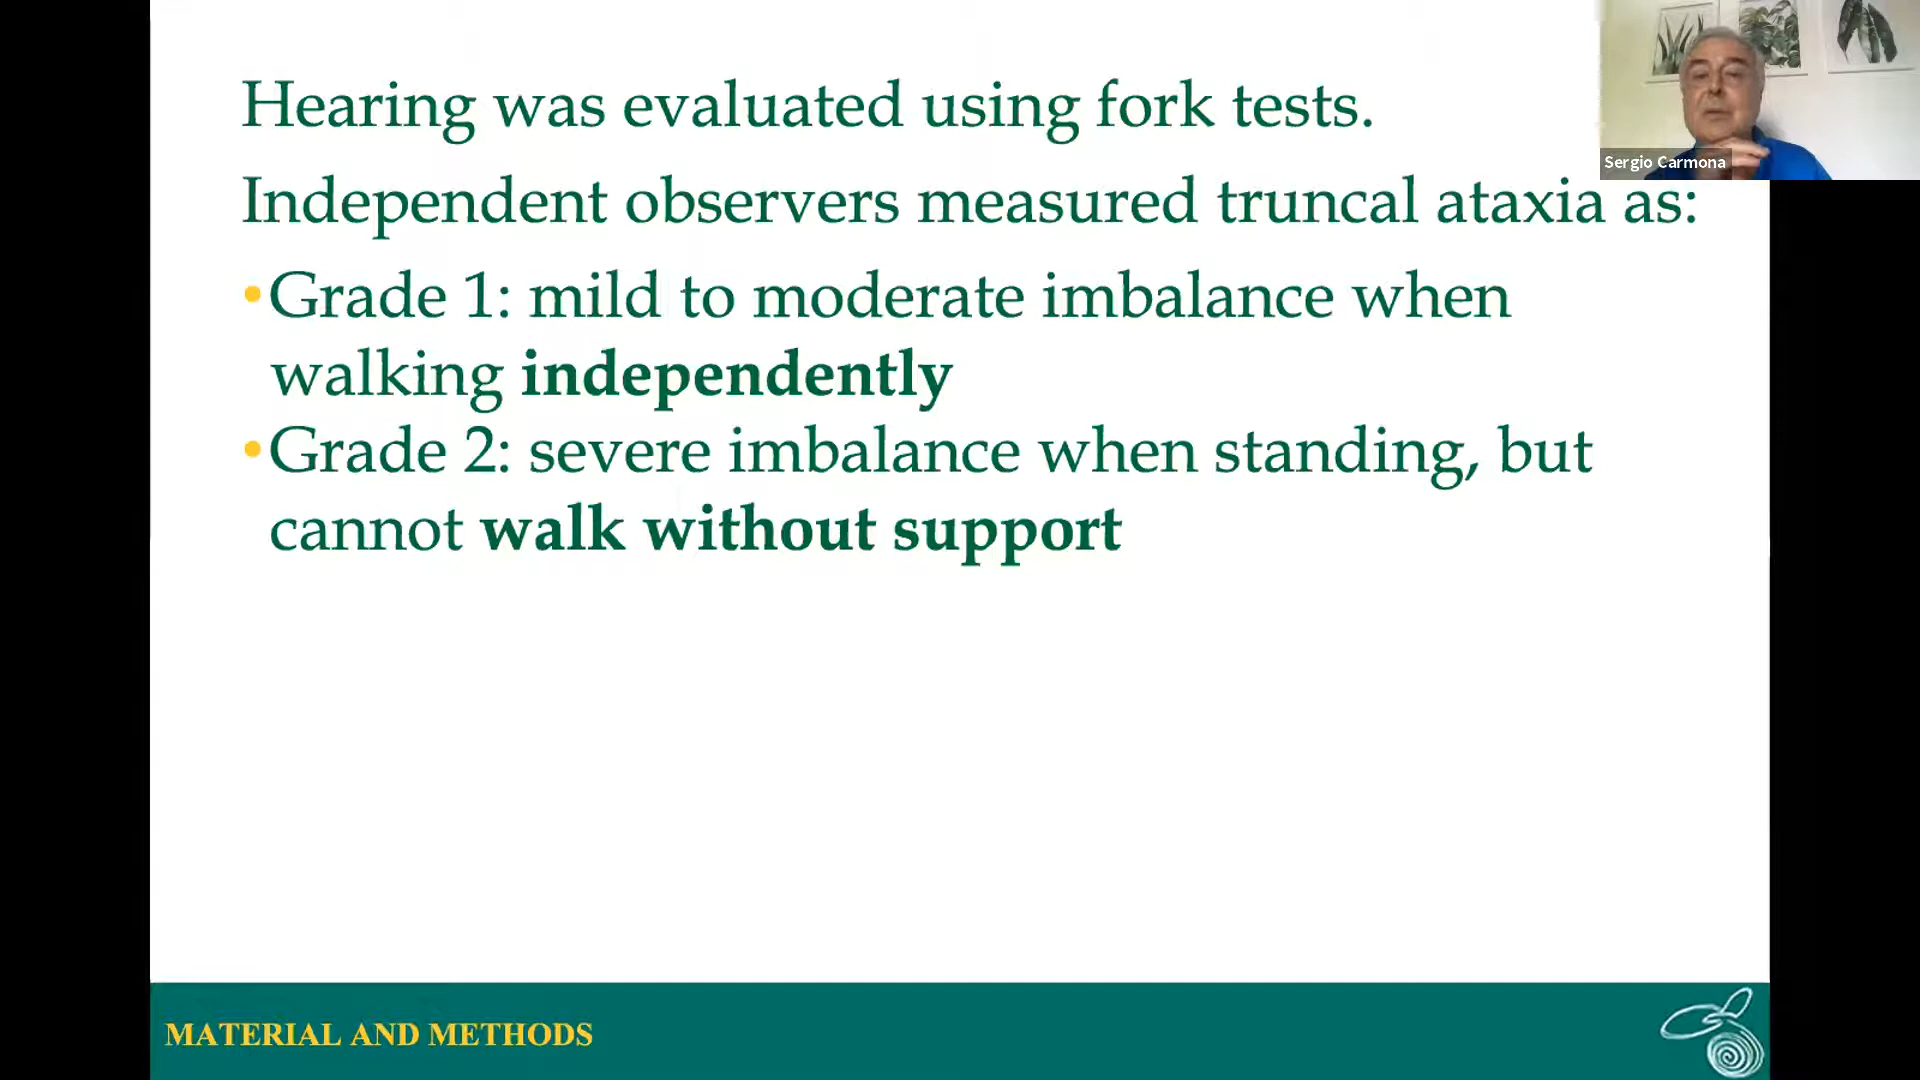 Hearing was evaluated using fork tests.
Sergio Carmona
Independent observers measured truncal ataxia as:
•Grade 1: mild to moderate imbalance when
walking independently
•Grade 2: severe imbalance when standing, but
cannot walk without support
MATERIAL AND METHODS